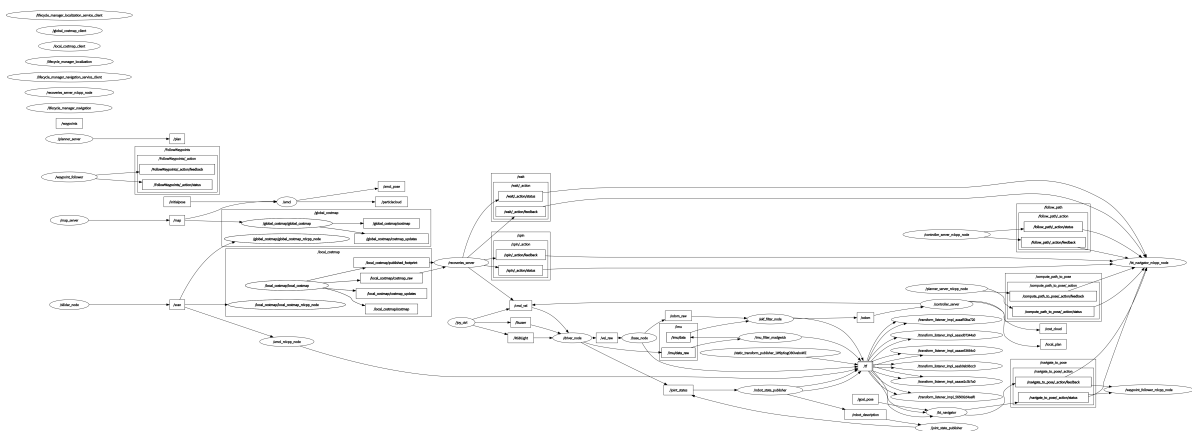 /lifecycle_manager_localization_service_client
/global_costmap_client
/local_costmap_client
/lifecycle_manager_localization
/lifecycle_manager_navigation_service_client
/recoveries_server_rclcpp_node
/lifecycle_manager_navigation
/waypoints
/planner_server
/plan
/FollowWaypoints
/FollowWaypoints/_action
/FollowWaypoints/_action/feedback
/FollowWaypoints/_action/status
/waypoint_follower
/initialpose
/amcl
/amcl_pose
/particlecloud
/map_server
/map
/global_costmap
/global_costmap/global_costmap
/global_costmap/costmap
/global_costmap/costmap_updates
/global_costmap/global_costmap_rclcpp_node
/local_costmap
/local_costmap/published_footprint
/local_costmap/costmap_raw
/local_costmap/local_costmap
/local_costmap/costmap_updates
/local_costmap/local_costmap_rclcpp_node
/local_costmap/costmap
/scan
/amcl_rclcpp_node
/recoveries_server
/wait
/wait/_action
/wait/_action/status
/wait/_action/feedback
/spin
/spin/_action
/spin/_action/feedback
/spin/_action/status
/cmd_vel
/joy_ctrl
/Buzzer
/RGBLight
/driver_node
/vel_raw
/base_node
/odom_raw
/imu
/imu/data
/imu/data_raw
/ekf_filter_node
/imu_filter_madgwick
/odom
/joint_states
/robot_state_publisher
/robot_description
/joint_state_publisher
/tf
/goal_pose
/bt_navigator
/controller_server_rclcpp_node
/follow_path
/follow_path/_action
/follow_path/_action/status
/follow_path/_action/feedback
/bt_navigator_rclcpp_node
/planner_server_rclcpp_node
/controller_server
/compute_path_to_pose
/compute_path_to_pose/_action
/compute_path_to_pose/_action/feedback
/compute_path_to_pose/_action/status
/cost_cloud
/local_plan
/navigate_to_pose
/navigate_to_pose/_action
/navigate_to_pose/_action/feedback
/navigate_to_pose/_action/status
/waypoint_follower_rclcpp_node